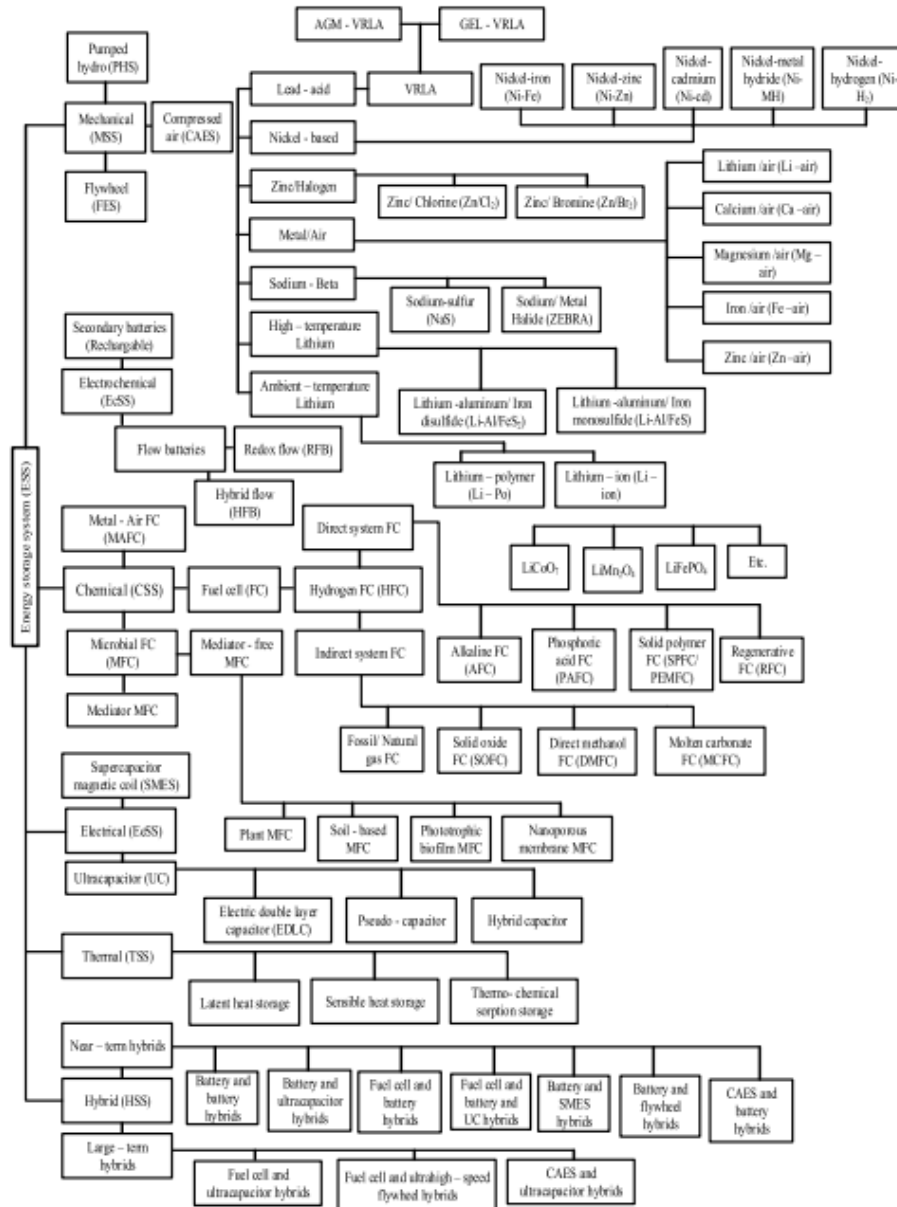 AGM - VRLA
GEL - VRLA
Pumped
hydro (PHS)
Lead - acid
VRLA
Nickel-iron
(Ni-Fe)
Nickel-zinc
(Ni-Zn)
Nickel-
cadmium
(Ni-cd)
Nickel-metal
hydride (Ni-
MH)
Nickel-
hydrogen (Ni-
H₂)
Mechanical
(MSS)
Compressed
air (CAES)
Nickel - based
Flywheel
(FES)
Zinc/Halogen
Zinc/ Chlorine (Zn/Cl₂)
Zinc/ Bromine (Zn/Br₂)
Lithium /air (Li –air)
Calcium /air (Ca –air)
Metal/Air
Magnesium /air (Mg –
air)
Sodium - Beta
Sodium-sulfur
(NaS)
Sodium/ Metal
Halide (ZEBRA)
Iron /air (Fe –air)
Zinc /air (Zn –air)
Secondary batteries
(Rechargable)
High – temperature
Lithium
Electrochemical
(EcSS)
Ambient – temperature
Lithium
Lithium -aluminum/ Iron
disulfide (Li-Al/FeS₂)
Lithium -aluminum/ Iron
monosulfide (Li-Al/FeS)
Flow batteries
Redox flow (RFB)
Hybrid flow
(HFB)
Lithium – polymer
(Li – Po)
Lithium – ion (Li –
ion)
Energy storage system (ESS)
Metal - Air FC
(MAFC)
Direct system FC
LiMn₂O₄
LiFePO₄
Etc.
Chemical (CSS)
Fuel cell (FC)
Hydrogen FC (HFC)
Microbial FC
(MFC)
Mediator - free
MFC
Indirect system FC
Alkaline FC
(AFC)
Phosphoric
acid FC
(PAFC)
Solid polymer
FC (SPFC/
PEMFC)
Regenerative
FC (RFC)
Mediator MFC
Fossil/ Natural
gas FC
Solid oxide
FC (SOFC)
Direct methanol
FC (DMFC)
Molten carbonate
FC (MCFC)
Supercapacitor
magnetic coil (SMES)
Electrical (EeSS)
Plant MFC
Soil - based
MFC
Phototrophic
biofilm MFC
Nanoporous
membrane MFC
Ultracapacitor (UC)
Electric double layer
capacitor (EDLC)
Pseudo - capacitor
Hybrid capacitor
Thermal (TSS)
Latent heat storage
Sensible heat storage
Thermo- chemical
sorption storage
Near – term hybrids
Battery and
battery
hybrids
Battery and
ultracapacitor
hybrids
Fuel cell and
battery
hybrids
Fuel cell and
battery and
UC hybrids
Battery and
SMES
hybrids
Battery and
flywheel
hybrids
CAES and
battery
hybrids
Hybrid (HSS)
Large – term
hybrids
Fuel cell and
ultracapacitor hybrids
Fuel cell and ultrahigh – speed
flywheel hybrids
CAES and
ultracapacitor hybrids